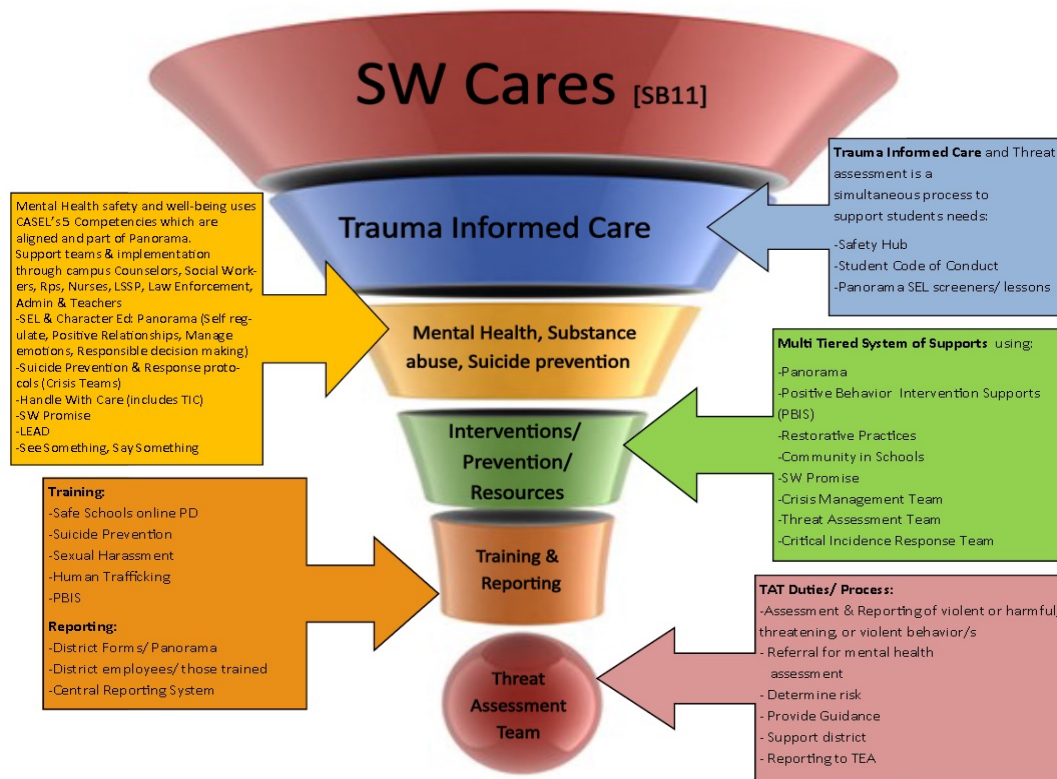 SW Cares [SB11]
Trauma Informed Care
Mental Health, Substance
abuse, Suicide prevention
Interventions/
Prevention/
Resources
Training &
Reporting
Threat
Assessment
Team
Trauma Informed Care and Threat
assessment is a
simultaneous process to
support students needs:
-Safety Hub
-Student Code of Conduct
-Panorama SEL screeners/ lessons
Mental Health safety and well-being uses
CASEL's 5 Competencies which are
aligned and part of Panorama.
Support teams & implementation
through campus Counselors, Social Work-
ers, Rps, Nurses, LSSP, Law Enforcement,
Admin & Teachers
-SEL & Character Ed: Panorama (Self reg-
ulate, Positive Relationships, Manage
emotions, Responsible decision making)
-Suicide Prevention & Response proto-
cols (Crisis Teams)
-Handle With Care (includes TIC)
-SW Promise
-LEAD
-See Something, Say Something
Multi Tiered System of Supports using:
-Panorama
-Positive Behavior Intervention Supports
(PBIS)
-Restorative Practices
-Community in Schools
-SW Promise
-Crisis Management Team
-Threat Assessment Team
-Critical Incidence Response Team
Training:
-Safe Schools online PD
-Suicide Prevention
-Sexual Harassment
-Human Trafficking
-PBIS
Reporting:
-District Forms/ Panorama
-District employees/ those trained
-Central Reporting System
TAT Duties/ Process:
-Assessment & Reporting of violent or harmful,
threatening, or violent behavior/s
- Referral for mental health
assessment
- Determine risk
- Provide Guidance
- Support district
- Reporting to TEA